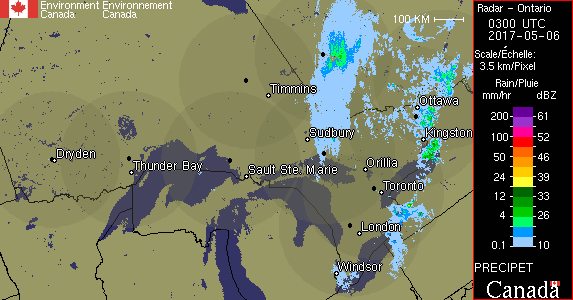 Environment Environnement
Canada Canada
100 KM
Timmins
Ottawa
Sudbury
Kingston
Dryden
Thunder Bay
Sault Ste. Marie
Orillia
Toronto
London
Windsor
Radar - Ontario
0300 UTC
2017-05-06
Scale/Échelle:
3.5 km/Pixel
Rain/Pluie
mm/hr dBZ
200 61
100 52
50 46
24 39
12 33
4 26
0.1 10
PRECIPET
Canada